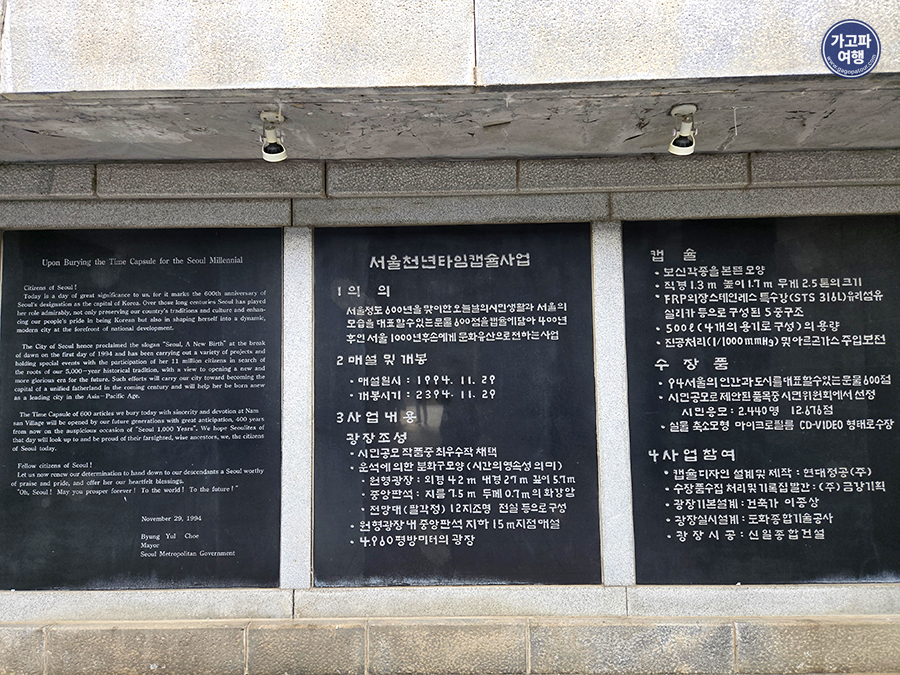 가고파
여행
www.gogopatour.com
Upon Burying the Time Capsule for the Seoul Millennial
Citizens of Seoul !
Today is a day of great significance to us, for it marks the 600th anniversary of
Seoul's designation as the capital of Korea. Over those long centuries Seoul has played
her role admirably, not only preserving our country's traditions and culture and enhan-
cing our people's pride in being Korean but also in shaping herself into a dynamic,
modern city at the forefront of national development.
The City of Seoul hence proclaimed the slogan "Seoul, A New Birth" at the break
of dawn on the first day of 1994 and has been carrying out a variety of projects and
holding special events with the participation of her 11 million citizens in search of
the roots of our 5,000-year historical tradition, with a view to opening a new and
more glorious era for the future. Such efforts will carry our city toward becoming the
capital of a unified fatherland in the coming century and will help her be born anew
as a leading city in the Asia-Pacific Age.
The Time Capsule of 600 articles we bury today with sincerity and devotion at Nam
san Village will be opened by our future generations with great anticipation, 400 years
from now on the auspicious occasion of "Seoul 1,000 Years". We hope Seoulites of
that day will look up to and be proud of their farsighted, wise ancestors, we, the citizens
of Seoul today.
Fellow citizens of Seoul !
Let us now renew our determination to hand down to our descendants a Seoul worthy
of praise and pride, and offer her our heartfelt blessings.
"Oh, Seoul ! May you prosper forever ! To the world ! To the future ! "
November 29, 1994
Byung Yul Choe
Mayor
Seoul Metropolitan Government
서울천년타임캡슐사업
1 의 의
서울정도 600년을 맞이한 오늘날의 시민생활과 서울의
모습을 대표할 수 있는 문물 600점을 캡슐에 담아 400년
후인 서울 1000년 후손에게 문화유산으로 전하는 사업
2 매설 및 개봉
• 매설일시 : 1994. 11. 29
• 개봉시기 : 2394. 11. 29
3 사업내용
광장조성
• 시민공모 작품중 최우수작 채택
• 운석에 의한 분화구모양 (시간의 영속성 의미)
• 원형광장 : 외경 42m 내경 27m 깊이 5.7m
• 중앙판석 : 지름 7.5m 두께 0.7m의 화강암
• 전망대 (팔각정) 12지조명 전실 등으로 구성
• 원형광장내 중앙판석 지하 15m지점 매설
• 4,960평방미터의 광장
캡 슐
• 보신각종을 본뜬 모양
• 직경 1.3m 높이 1.7m 무게 2.5톤의 크기
• FRP외장 스테인레스 특수강(STS 316L) 유리섬유
실리카 등으로 구성된 5중구조
• 500ℓ(4개의 용기로 구성)의 용량
• 진공처리(1/1000mmHg) 및 아르곤가스 주입보전
수 장 품
• 94서울의 인간과 도시를 대표할 수 있는 문물 600점
• 시민공모로 제안된 품목중 시민위원회에서 선정
시민응모 : 2,440명 12,676점
• 실물 축소모형 마이크로필름 CD-VIDEO 형태로 수장
4 사업참여
• 캡슐디자인 설계 및 제작 : 현대정공(주)
• 수장품수집 처리 및 기록집발간 : (주) 금강기획
• 광장기본설계 : 건축가 이종상
• 광장실시설계 : 도화종합기술공사
• 광 장 시 공 : 신일종합건설